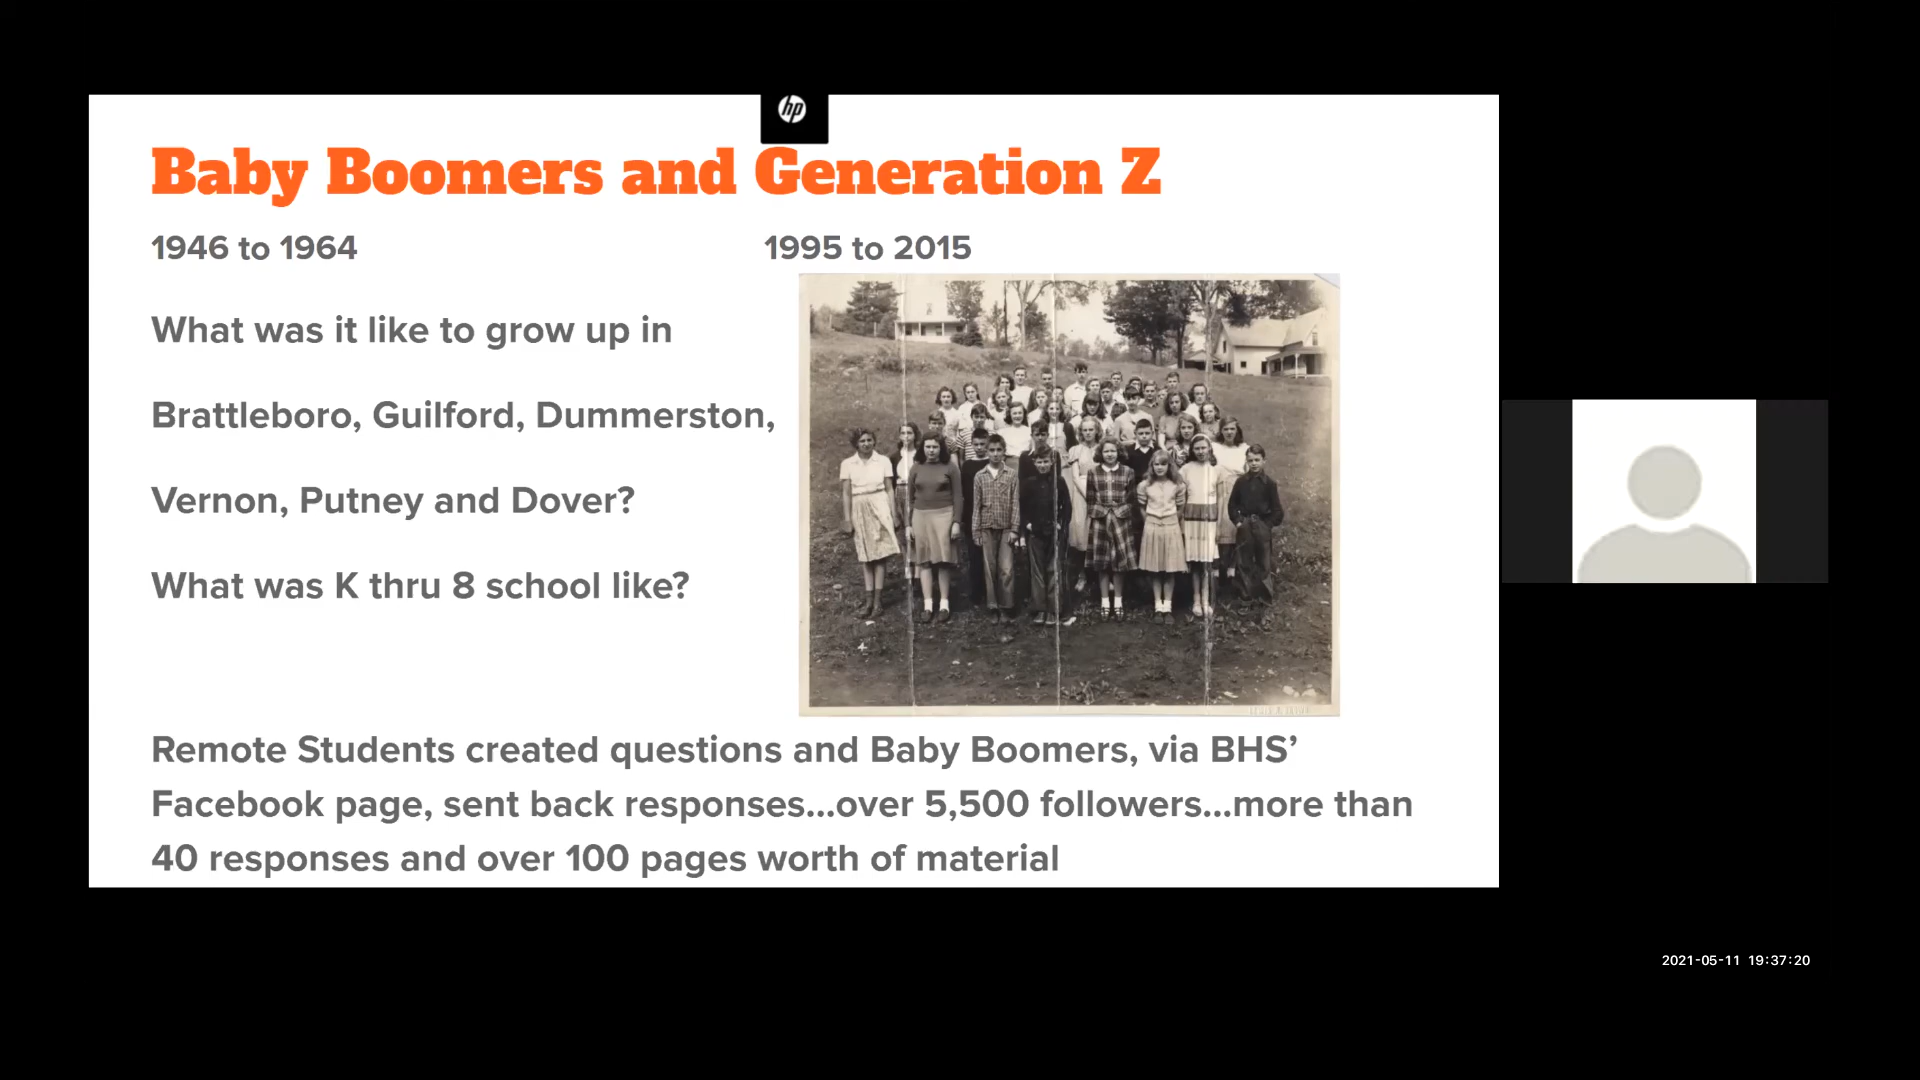 hp
Baby Boomers and Generation Z
1946 to 1964
1995 to 2015
What was it like to grow up in
Brattleboro, Guilford, Dummerston,
Vernon, Putney and Dover?
What was K thru 8 school like?
Remote Students created questions and Baby Boomers, via BHS’
Facebook page, sent back responses...over 5,500 followers...more than
40 responses and over 100 pages worth of material
2021-05-11 19:37:20